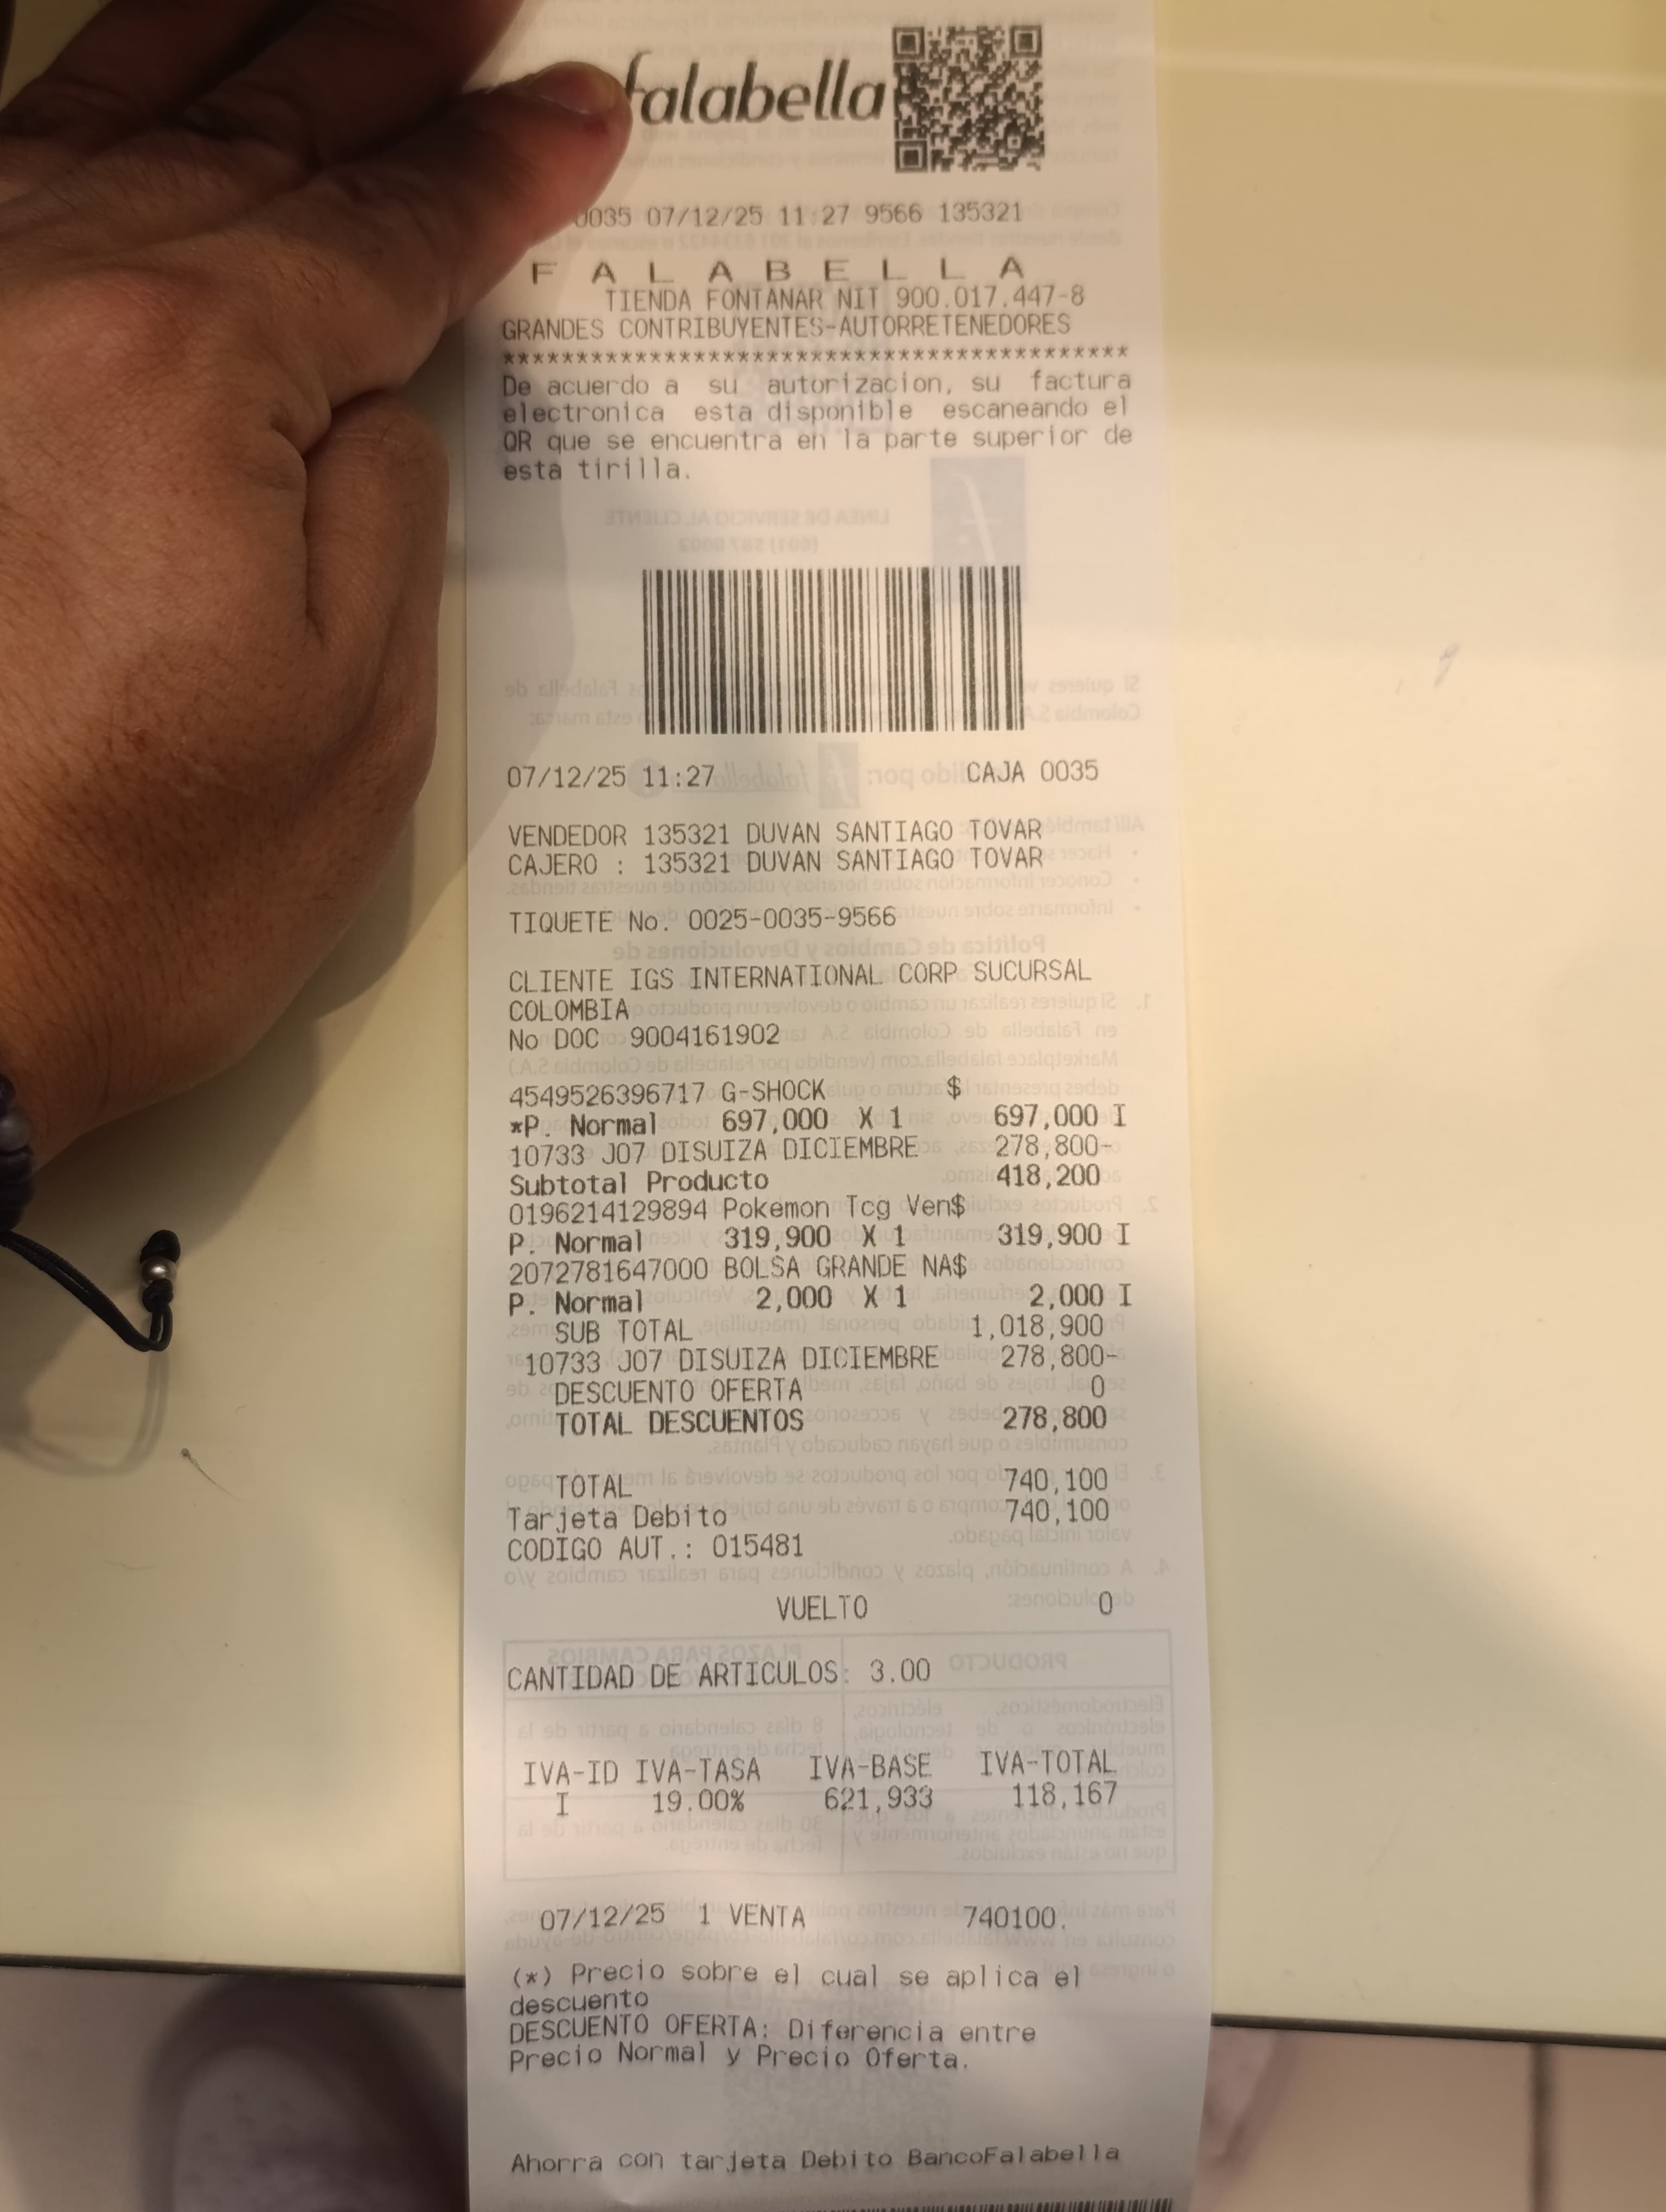 falabella
0035 07/12/25 11:27 9566 135321
F A L A B E L L A
TIENDA FONTANAR NIT 900.017.447-8
GRANDES CONTRIBUYENTES-AUTORRETENEDORES
*******************************************
De acuerdo a su autorizacion, su factura
electronica esta disponible escaneando el
QR que se encuentra en la parte superior de
esta tirilla.
07/12/25 11:27 CAJA 0035
VENDEDOR 135321 DUVAN SANTIAGO TOVAR
CAJERO : 135321 DUVAN SANTIAGO TOVAR
TIQUETE No. 0025-0035-9566
CLIENTE IGS INTERNATIONAL CORP SUCURSAL
COLOMBIA
No DOC 9004161902
4549526396717 G-SHOCK $
*P. Normal 697,000 X 1 697,000 I
10733 J07 DISUIZA DICIEMBRE 278,800-
Subtotal Producto 418,200
0196214129894 Pokemon Tcg Ven$
P. Normal 319,900 X 1 319,900 I
2072781647000 BOLSA GRANDE NA$
P. Normal 2,000 X 1 2,000 I
SUB TOTAL 1,018,900
10733 J07 DISUIZA DICIEMBRE 278,800-
DESCUENTO OFERTA 0
TOTAL DESCUENTOS 278,800
TOTAL 740,100
Tarjeta Debito 740,100
CODIGO AUT.: 015481
VUELTO 0
CANTIDAD DE ARTICULOS: 3.00
IVA-ID IVA-TASA IVA-BASE IVA-TOTAL
I 19.00% 621,933 118,167
07/12/25 1 VENTA 740100.
(*) Precio sobre el cual se aplica el
descuento
DESCUENTO OFERTA: Diferencia entre
Precio Normal y Precio Oferta.
Ahorra con tarjeta Debito BancoFalabella